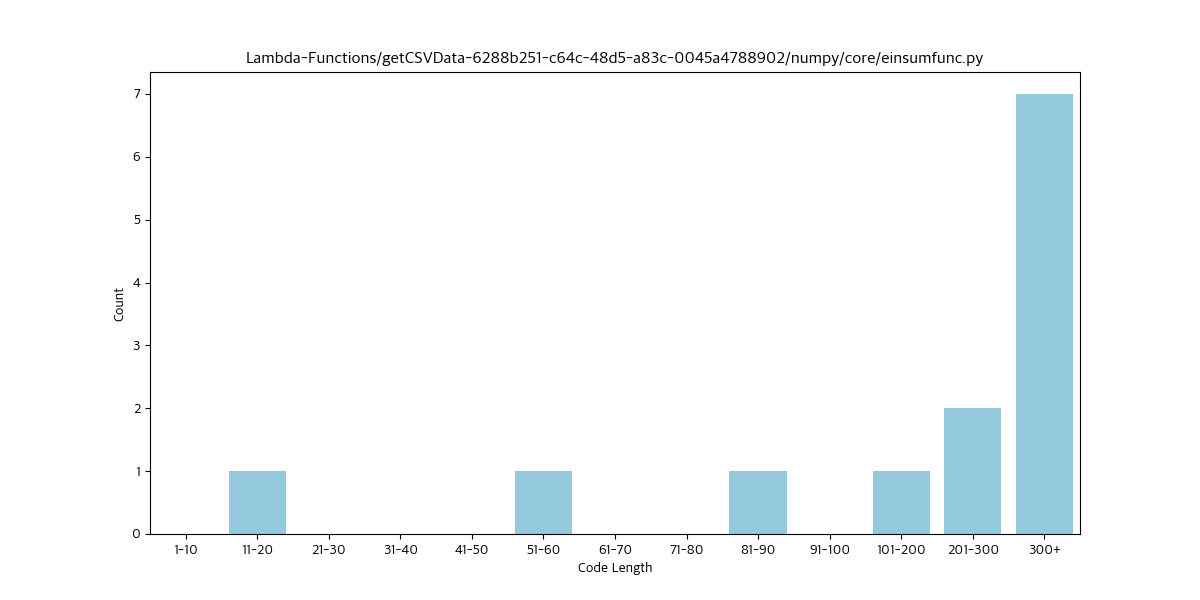 Lambda-Functions/getCSVData-6288b251-c64c-48d5-a83c-0045a4788902/numpy/core/einsumfunc.py
7
6
5
4
3
2
1
0
Count
1-10 11-20 21-30 31-40 41-50 51-60 61-70 71-80 81-90 91-100 101-200 201-300 300+
Code Length